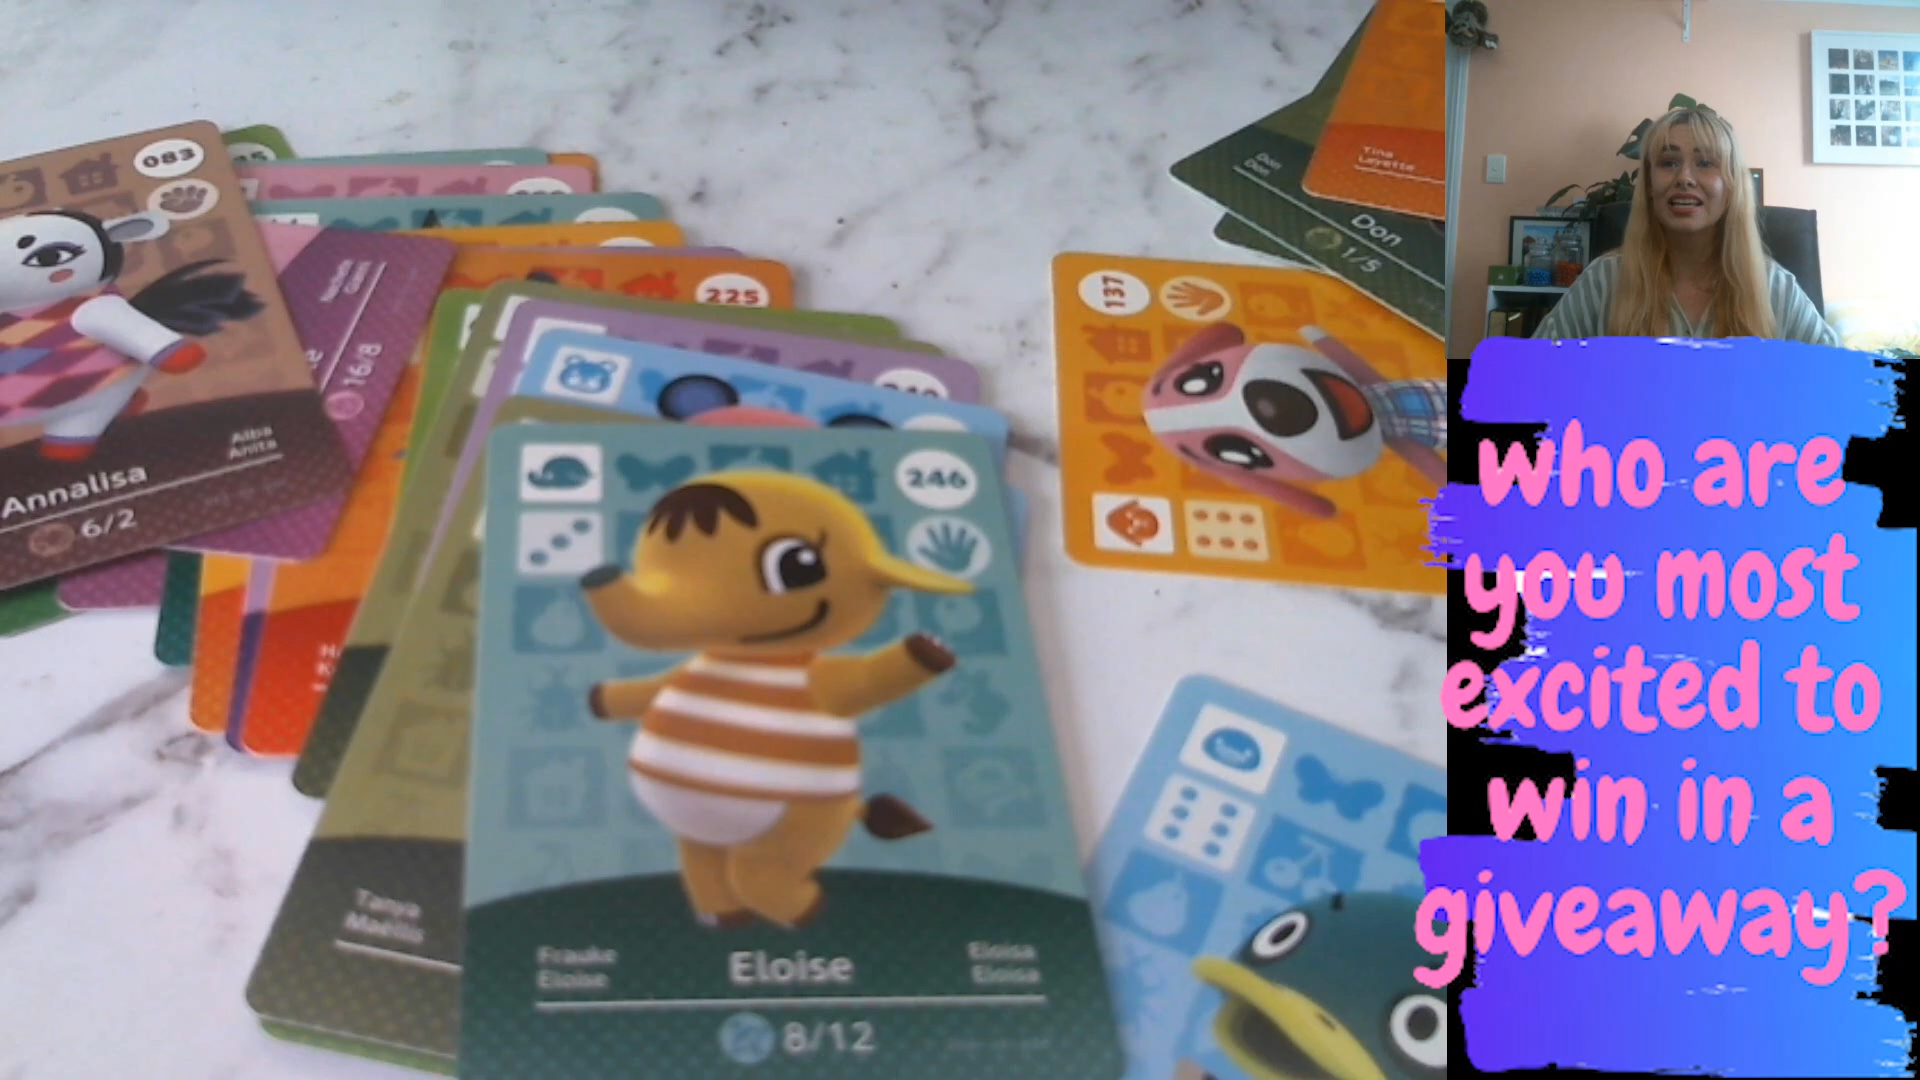 083
Annalisa
Alba
Anita
6/2
16/8
225
Tanya
Maëlis
246
Frauke
Eloise
Eloise
Eloisa
Eloisa
8/12
137
Don
Don
Don
1/5
Tina
Layette
who are
you most
excited to
win in a
giveaway?